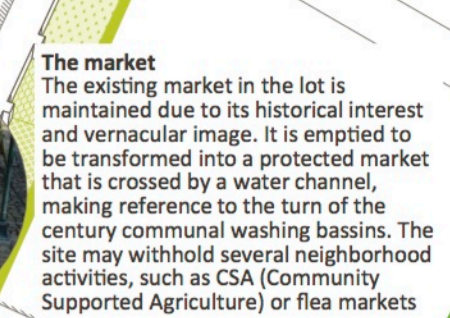 The market
The existing market in the lot is
maintained due to its historical interest
and vernacular image. It is emptied to
be transformed into a protected market
that is crossed by a water channel,
making reference to the turn of the
century communal washing bassins. The
site may withhold several neighborhood
activities, such as CSA (Community
Supported Agriculture) or flea markets